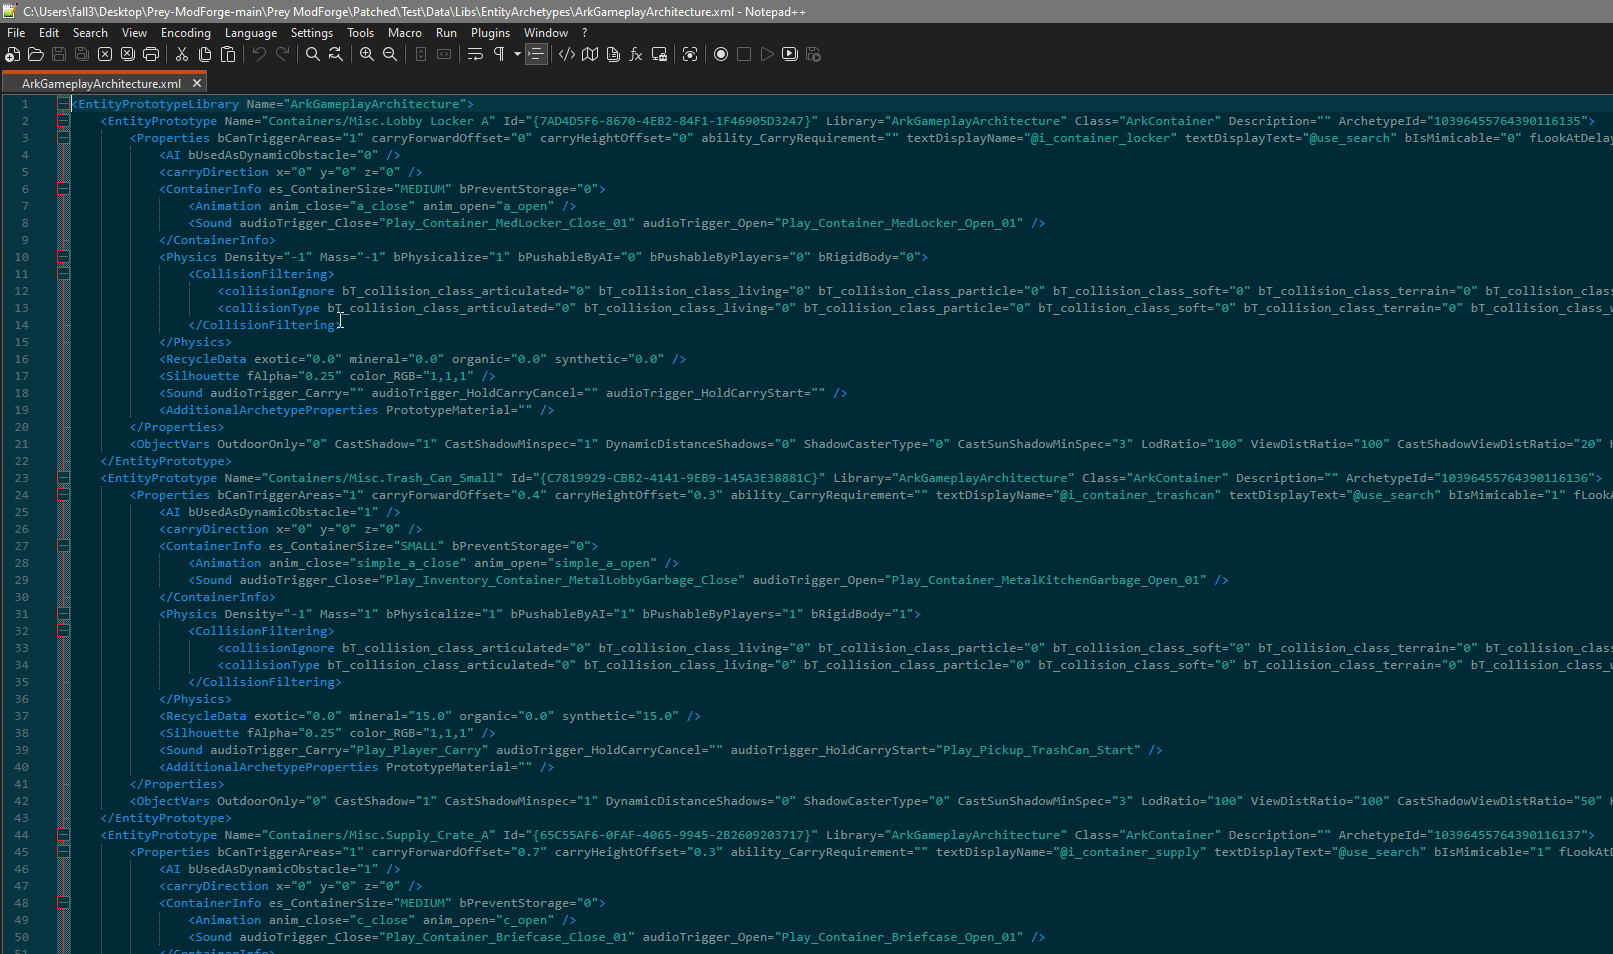 C:\Users\fall3\Desktop\Prey-ModForge-main\Prey ModForge\Patched\Test\Data\Libs\EntityArchetypes\ArkGameplayArchitecture.xml - Notepad++
File Edit Search View Encoding Language Settings Tools Macro Run Plugins Window ?
ArkGameplayArchitecture.xml
1 <EntityPrototypeLibrary Name="ArkGameplayArchitecture">
2 <EntityPrototype Name="Containers/Misc.Lobby Locker A" Id="{7AD4D5F6-8670-4EB2-84F1-1F46905D3247}" Library="ArkGameplayArchitecture" Class="ArkContainer" Description="" ArchetypeId="10396455764390116135">
3 <Properties bCanTriggerAreas="1" carryForwardOffset="0" carryHeightOffset="0" ability_CarryRequirement="" textDisplayName="@i_container_locker" textDisplayText="@use_search" bIsMimicable="0" fLookAtDelay
4 <AI bUsedAsDynamicObstacle="0" />
5 <carryDirection x="0" y="0" z="0" />
6 <ContainerInfo es_ContainerSize="MEDIUM" bPreventStorage="0">
7 <Animation anim_close="a_close" anim_open="a_open" />
8 <Sound audioTrigger_Close="Play_Container_MedLocker_Close_01" audioTrigger_Open="Play_Container_MedLocker_Open_01" />
9 </ContainerInfo>
10 <Physics Density="-1" Mass="-1" bPhysicalize="1" bPushableByAI="0" bPushableByPlayers="0" bRigidBody="0">
11 <CollisionFiltering>
12 <collisionIgnore bT_collision_class_articulated="0" bT_collision_class_living="0" bT_collision_class_particle="0" bT_collision_class_soft="0" bT_collision_class_terrain="0" bT_collision_class
13 <collisionType bT_collision_class_articulated="0" bT_collision_class_living="0" bT_collision_class_particle="0" bT_collision_class_soft="0" bT_collision_class_terrain="0" bT_collision_class_w
14 </CollisionFiltering>
15 </Physics>
16 <RecycleData exotic="0.0" mineral="0.0" organic="0.0" synthetic="0.0" />
17 <Silhouette fAlpha="0.25" color_RGB="1,1,1" />
18 <Sound audioTrigger_Carry="" audioTrigger_HoldCarryCancel="" audioTrigger_HoldCarryStart="" />
19 <AdditionalArchetypeProperties PrototypeMaterial="" />
20 </Properties>
21 <ObjectVars OutdoorOnly="0" CastShadow="1" CastShadowMinspec="1" DynamicDistanceShadows="0" ShadowCasterType="0" CastSunShadowMinSpec="3" LodRatio="100" ViewDistRatio="100" CastShadowViewDistRatio="20"
22 </EntityPrototype>
23 <EntityPrototype Name="Containers/Misc.Trash_Can_Small" Id="{C7819929-CBB2-4141-9EB9-145A3E38881C}" Library="ArkGameplayArchitecture" Class="ArkContainer" Description="" ArchetypeId="10396455764390116136">
24 <Properties bCanTriggerAreas="1" carryForwardOffset="0.4" carryHeightOffset="0.3" ability_CarryRequirement="" textDisplayName="@i_container_trashcan" textDisplayText="@use_search" bIsMimicable="1" fLookA
25 <AI bUsedAsDynamicObstacle="1" />
26 <carryDirection x="0" y="0" z="0" />
27 <ContainerInfo es_ContainerSize="SMALL" bPreventStorage="0">
28 <Animation anim_close="simple_a_close" anim_open="simple_a_open" />
29 <Sound audioTrigger_Close="Play_Inventory_Container_MetalLobbyGarbage_Close" audioTrigger_Open="Play_Container_MetalKitchenGarbage_Open_01" />
30 </ContainerInfo>
31 <Physics Density="-1" Mass="1" bPhysicalize="1" bPushableByAI="1" bPushableByPlayers="1" bRigidBody="1">
32 <CollisionFiltering>
33 <collisionIgnore bT_collision_class_articulated="0" bT_collision_class_living="0" bT_collision_class_particle="0" bT_collision_class_soft="0" bT_collision_class_terrain="0" bT_collision_class
34 <collisionType bT_collision_class_articulated="0" bT_collision_class_living="0" bT_collision_class_particle="0" bT_collision_class_soft="0" bT_collision_class_terrain="0" bT_collision_class_w
35 </CollisionFiltering>
36 </Physics>
37 <RecycleData exotic="0.0" mineral="15.0" organic="0.0" synthetic="15.0" />
38 <Silhouette fAlpha="0.25" color_RGB="1,1,1" />
39 <Sound audioTrigger_Carry="Play_Player_Carry" audioTrigger_HoldCarryCancel="" audioTrigger_HoldCarryStart="Play_Pickup_TrashCan_Start" />
40 <AdditionalArchetypeProperties PrototypeMaterial="" />
41 </Properties>
42 <ObjectVars OutdoorOnly="0" CastShadow="1" CastShadowMinspec="1" DynamicDistanceShadows="0" ShadowCasterType="0" CastSunShadowMinSpec="3" LodRatio="100" ViewDistRatio="100" CastShadowViewDistRatio="50"
43 </EntityPrototype>
44 <EntityPrototype Name="Containers/Misc.Supply_Crate_A" Id="{65C55AF6-0FAF-4065-9945-2B2609203717}" Library="ArkGameplayArchitecture" Class="ArkContainer" Description="" ArchetypeId="10396455764390116137">
45 <Properties bCanTriggerAreas="1" carryForwardOffset="0.7" carryHeightOffset="0.3" ability_CarryRequirement="" textDisplayName="@i_container_supply" textDisplayText="@use_search" bIsMimicable="1" fLookAtD
46 <AI bUsedAsDynamicObstacle="1" />
47 <carryDirection x="0" y="0" z="0" />
48 <ContainerInfo es_ContainerSize="MEDIUM" bPreventStorage="0">
49 <Animation anim_close="c_close" anim_open="c_open" />
50 <Sound audioTrigger_Close="Play_Container_Briefcase_Close_01" audioTrigger_Open="Play_Container_Briefcase_Open_01" />
51 </ContainerInfo>